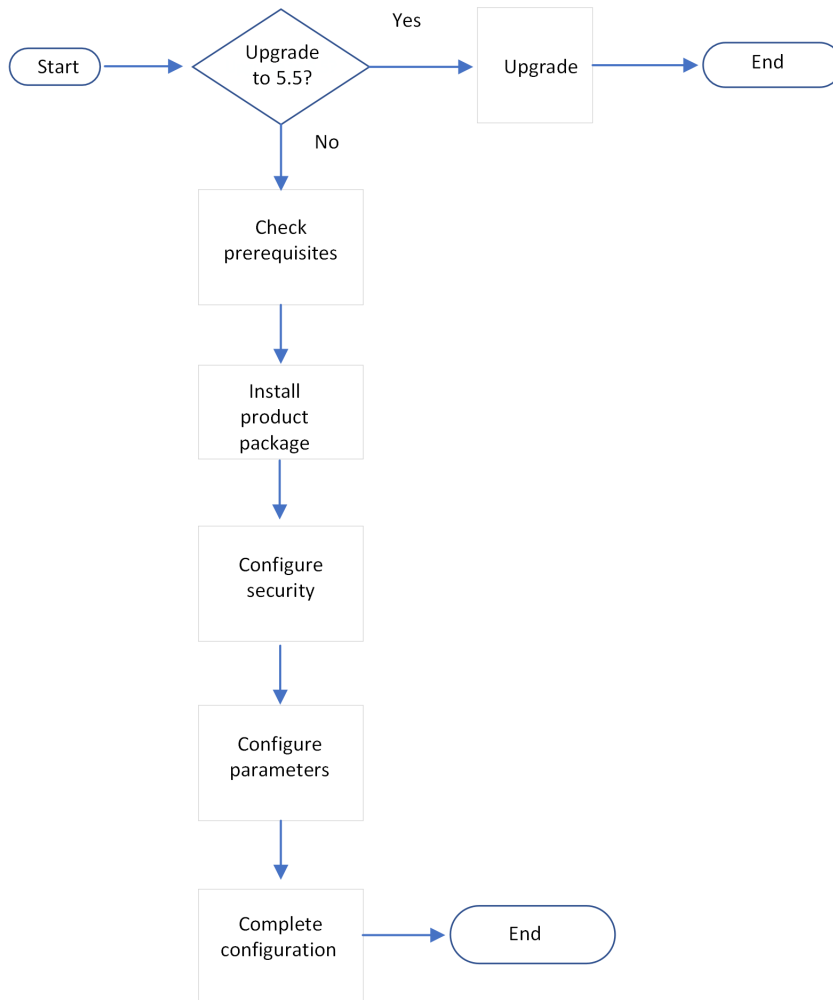 Start
Upgrade
to 5.5?
Yes
Upgrade
End
No
Check
prerequisites
Install
product
package
Configure
security
Configure
parameters
Complete
configuration
End